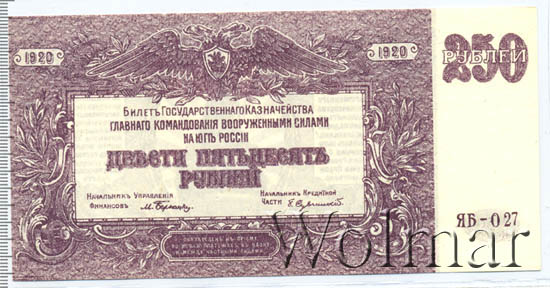 1920
1920
250
РУБЛЕЙ
БИЛЕТЪ ГОСУДАРСТВЕННАГО КАЗНАЧЕЙСТВА
ГЛАВНАГО КОМАНДОВАНІЯ ВООРУЖЕННЫМИ СИЛАМИ
НА ЮГѢ РОССІИ
ДВѢСТИ ПЯТЬДЕСЯТЪ
РУБЛЕЙ
НАЧАЛЬНИКЪ УПРАВЛЕНІЯ
ФИНАНСОВЪ
НАЧАЛЬНИКЪ КРЕДИТНОЙ
ЧАСТИ
ЯБ-027
Wolmar